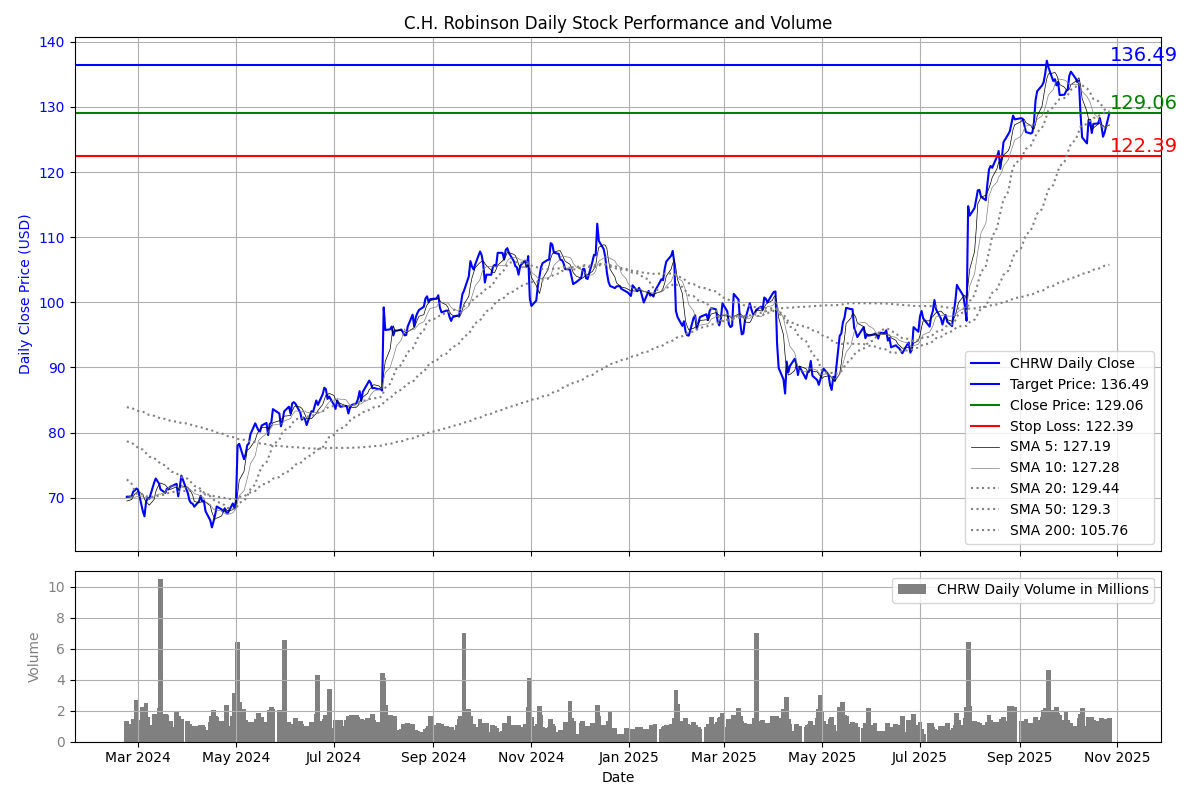 C.H. Robinson Daily Stock Performance and Volume
Daily Close Price (USD)
140
130
120
110
100
90
80
70
136.49
129.06
122.39
CHRW Daily Close
Target Price: 136.49
Close Price: 129.06
Stop Loss: 122.39
SMA 5: 127.19
SMA 10: 127.28
SMA 20: 129.44
SMA 50: 129.3
SMA 200: 105.76
Volume
10
8
6
4
2
0
CHRW Daily Volume in Millions
Mar 2024 May 2024 Jul 2024 Sep 2024 Nov 2024 Jan 2025 Mar 2025 May 2025 Jul 2025 Sep 2025 Nov 2025
Date